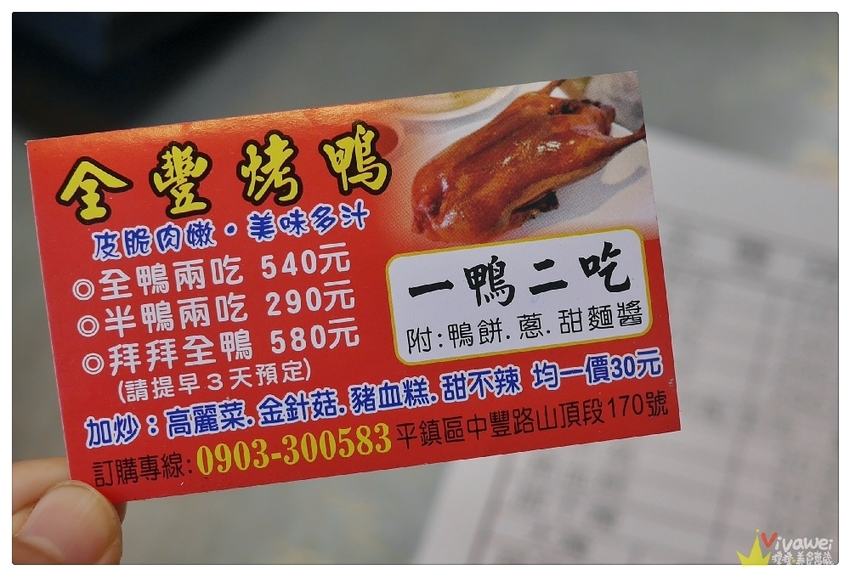 全豐烤鴨
皮脆肉嫩・美味多汁
◎全鴨兩吃 540元
◎半鴨兩吃 290元
◎拜拜全鴨 580元
(請提早3天預定)
一鴨二吃
附:鴨餅.蔥.甜麵醬
加炒：高麗菜.金針菇.豬血糕.甜不辣 均一價30元
訂購專線:0903-300583 平鎮區中豐路山頂段170號
Viyawei